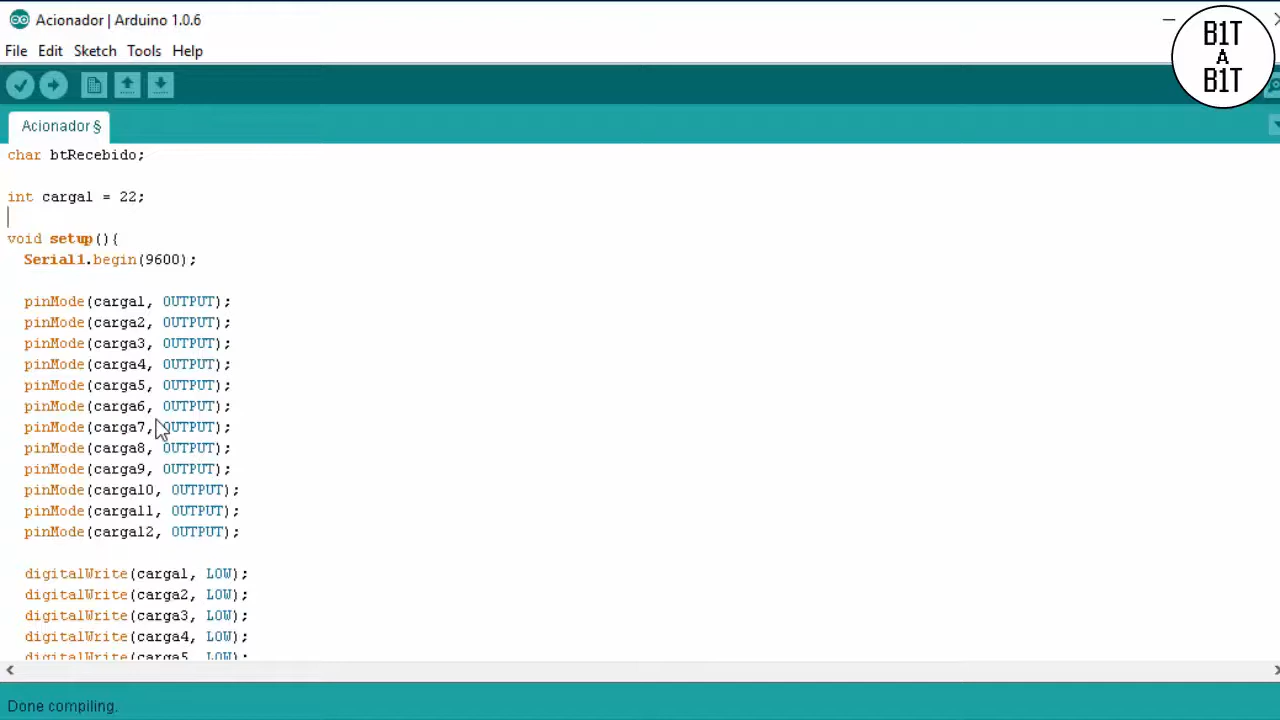 Acionador | Arduino 1.0.6
B1T
A
B1T
File Edit Sketch Tools Help
Acionador §
char btRecebido;
int carga1 = 22;
void setup(){
Serial1.begin(9600);
pinMode(carga1, OUTPUT);
pinMode(carga2, OUTPUT);
pinMode(carga3, OUTPUT);
pinMode(carga4, OUTPUT);
pinMode(carga5, OUTPUT);
pinMode(carga6, OUTPUT);
pinMode(carga7, OUTPUT);
pinMode(carga8, OUTPUT);
pinMode(carga9, OUTPUT);
pinMode(carga10, OUTPUT);
pinMode(carga11, OUTPUT);
pinMode(carga12, OUTPUT);
digitalWrite(carga1, LOW);
digitalWrite(carga2, LOW);
digitalWrite(carga3, LOW);
digitalWrite(carga4, LOW);
digitalWrite(carga5, LOW);
Done compiling.